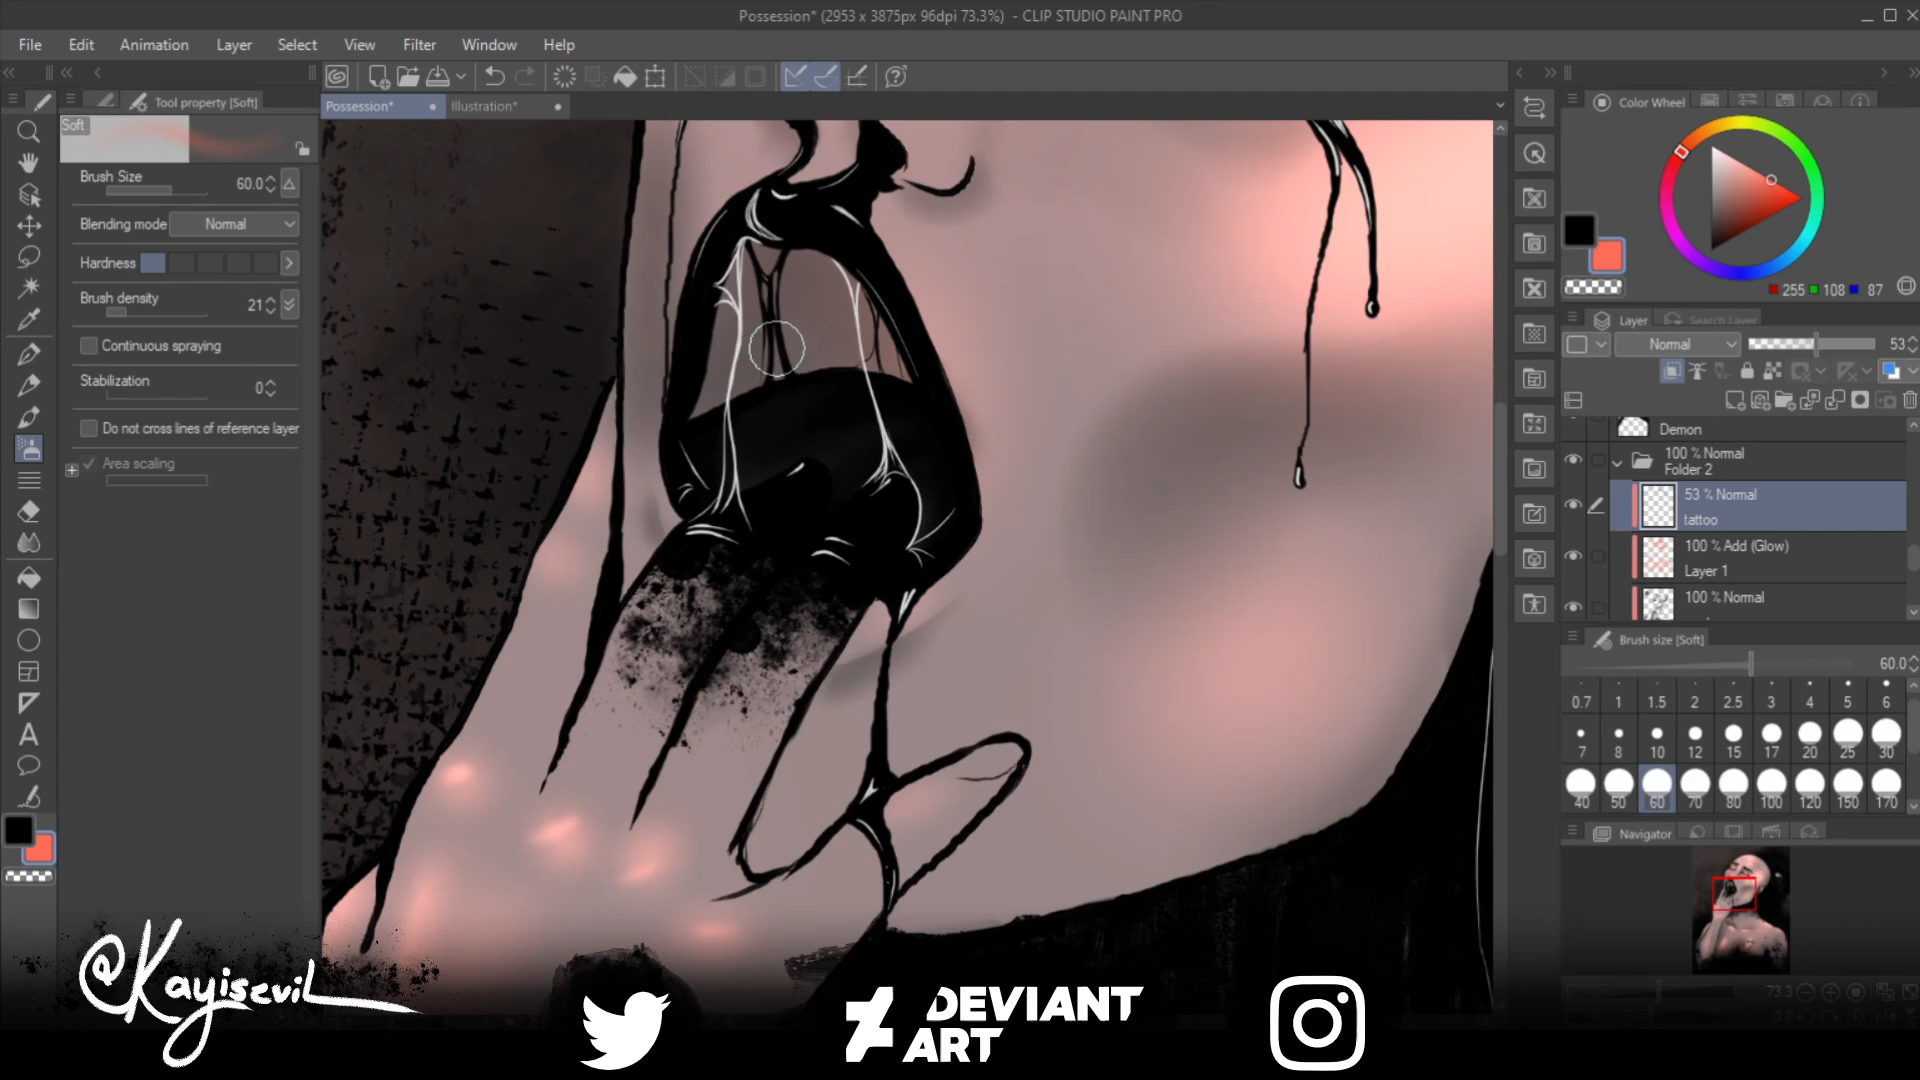 Possession* (2953 x 3875px 96dpi 73.3%) - CLIP STUDIO PAINT PRO
File Edit Animation Layer Select View Filter Window Help
Tool property [Soft]
Possession* Illustration*
Soft
Brush Size 60.0
Blending mode Normal
Hardness
Brush density 21
Continuous spraying
Stabilization 0
Do not cross lines of reference layer
Area scaling
Color Wheel
255 108 87
Layer Search Layer
Normal 53
Demon
100 % Normal
Folder 2
53 % Normal
tattoo
100 % Add (Glow)
Layer 1
100 % Normal
Brush size [Soft]
60.0
0.7 1 1.5 2 2.5 3 4 5 6
7 8 10 12 15 17 20 25 30
40 50 60 70 80 100 120 150 170
Navigator
73.3
0.0
A
@Kayisevil
DEVIANT
ART